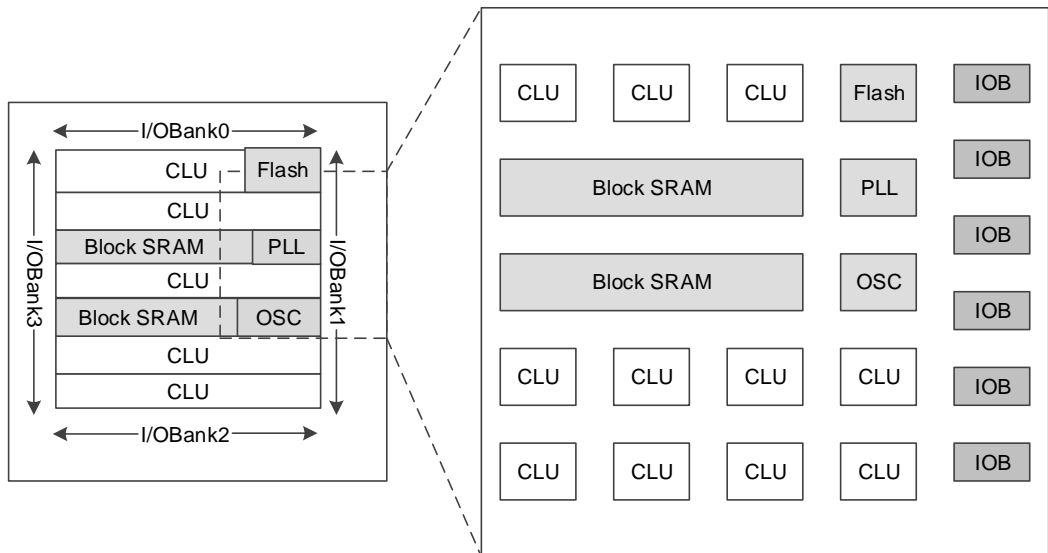 I/OBank0
CLU Flash
CLU
Block SRAM PLL
CLU
Block SRAM OSC
CLU
CLU
I/OBank3
I/OBank1
I/OBank2
CLU CLU CLU Flash IOB
IOB
Block SRAM PLL
IOB
Block SRAM OSC
IOB
CLU CLU CLU CLU IOB
CLU CLU CLU CLU IOB